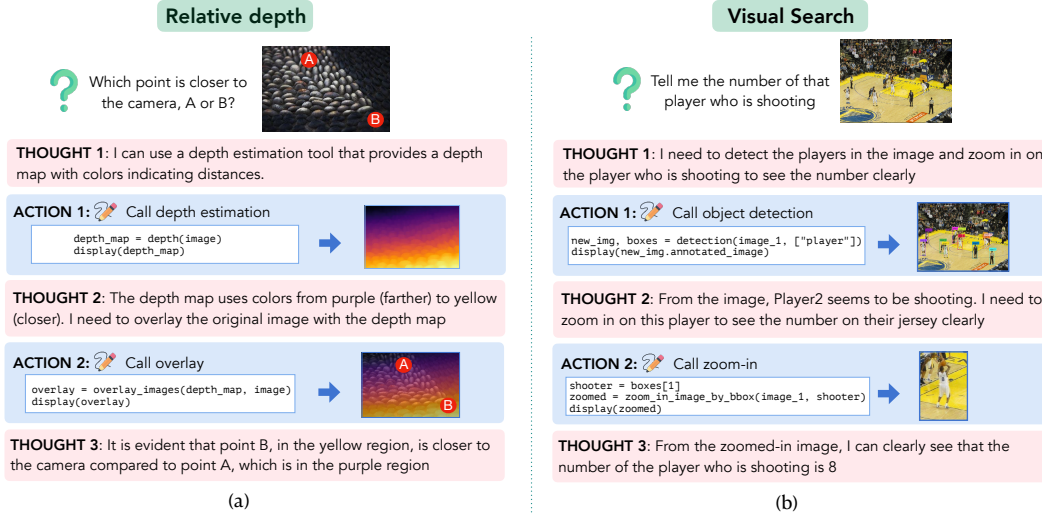 Relative depth
Which point is closer to
the camera, A or B?
A
B
THOUGHT 1: I can use a depth estimation tool that provides a depth
map with colors indicating distances.
ACTION 1: Call depth estimation
depth_map = depth(image)
display(depth_map)
THOUGHT 2: The depth map uses colors from purple (farther) to yellow
(closer). I need to overlay the original image with the depth map
ACTION 2: Call overlay
overlay = overlay_images(depth_map, image)
display(overlay)
A
B
THOUGHT 3: It is evident that point B, in the yellow region, is closer to
the camera compared to point A, which is in the purple region
(a)
Visual Search
Tell me the number of that
player who is shooting
THOUGHT 1: I need to detect the players in the image and zoom in on
the player who is shooting to see the number clearly
ACTION 1: Call object detection
new_img, boxes = detection(image_1, ["player"])
display(new_img.annotated_image)
THOUGHT 2: From the image, Player2 seems to be shooting. I need to
zoom in on this player to see the number on their jersey clearly
ACTION 2: Call zoom-in
shooter = boxes[1]
zoomed = zoom_in_image_by_bbox(image_1, shooter)
display(zoomed)
THOUGHT 3: From the zoomed-in image, I can clearly see that the
number of the player who is shooting is 8
(b)